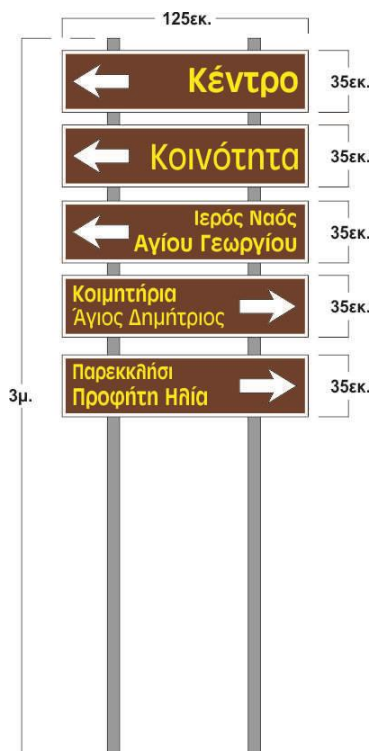 125εκ.
Κέντρο
35εκ.
Κοινότητα
35εκ.
Ιερός Ναός
Αγίου Γεωργίου
35εκ.
Κοιμητήρια
Άγιος Δημήτριος
35εκ.
Παρεκκλήσι
Προφήτη Ηλία
35εκ.
3μ.